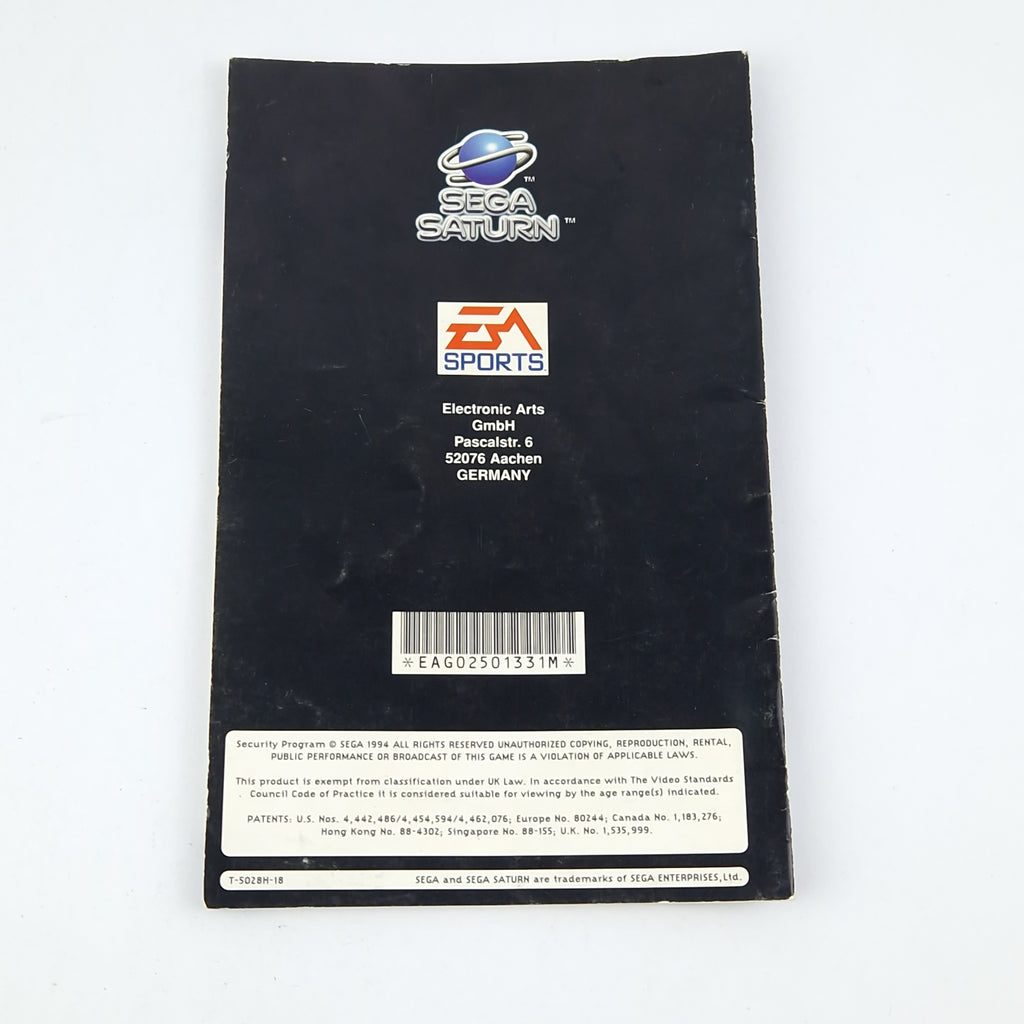 TM
SEGA
SATURN TM
EA
SPORTS
Electronic Arts
GmbH
Pascalstr. 6
52076 Aachen
GERMANY
*EAG02501331M*
Security Program © SEGA 1994 ALL RIGHTS RESERVED UNAUTHORIZED COPYING, REPRODUCTION, RENTAL,
PUBLIC PERFORMANCE OR BROADCAST OF THIS GAME IS A VIOLATION OF APPLICABLE LAWS.
This product is exempt from classification under UK Law. In accordance with The Video Standards
Council Code of Practice it is considered suitable for viewing by the age range(s) indicated.
PATENTS: U.S. Nos. 4,442,486/4,454,594/4,462,076; Europe No. 80244; Canada No. 1,183,276;
Hong Kong No. 88-4302; Singapore No. 88-155; U.K. No. 1,535,999.
T-5028H-18 SEGA and SEGA SATURN are trademarks of SEGA ENTERPRISES,Ltd.